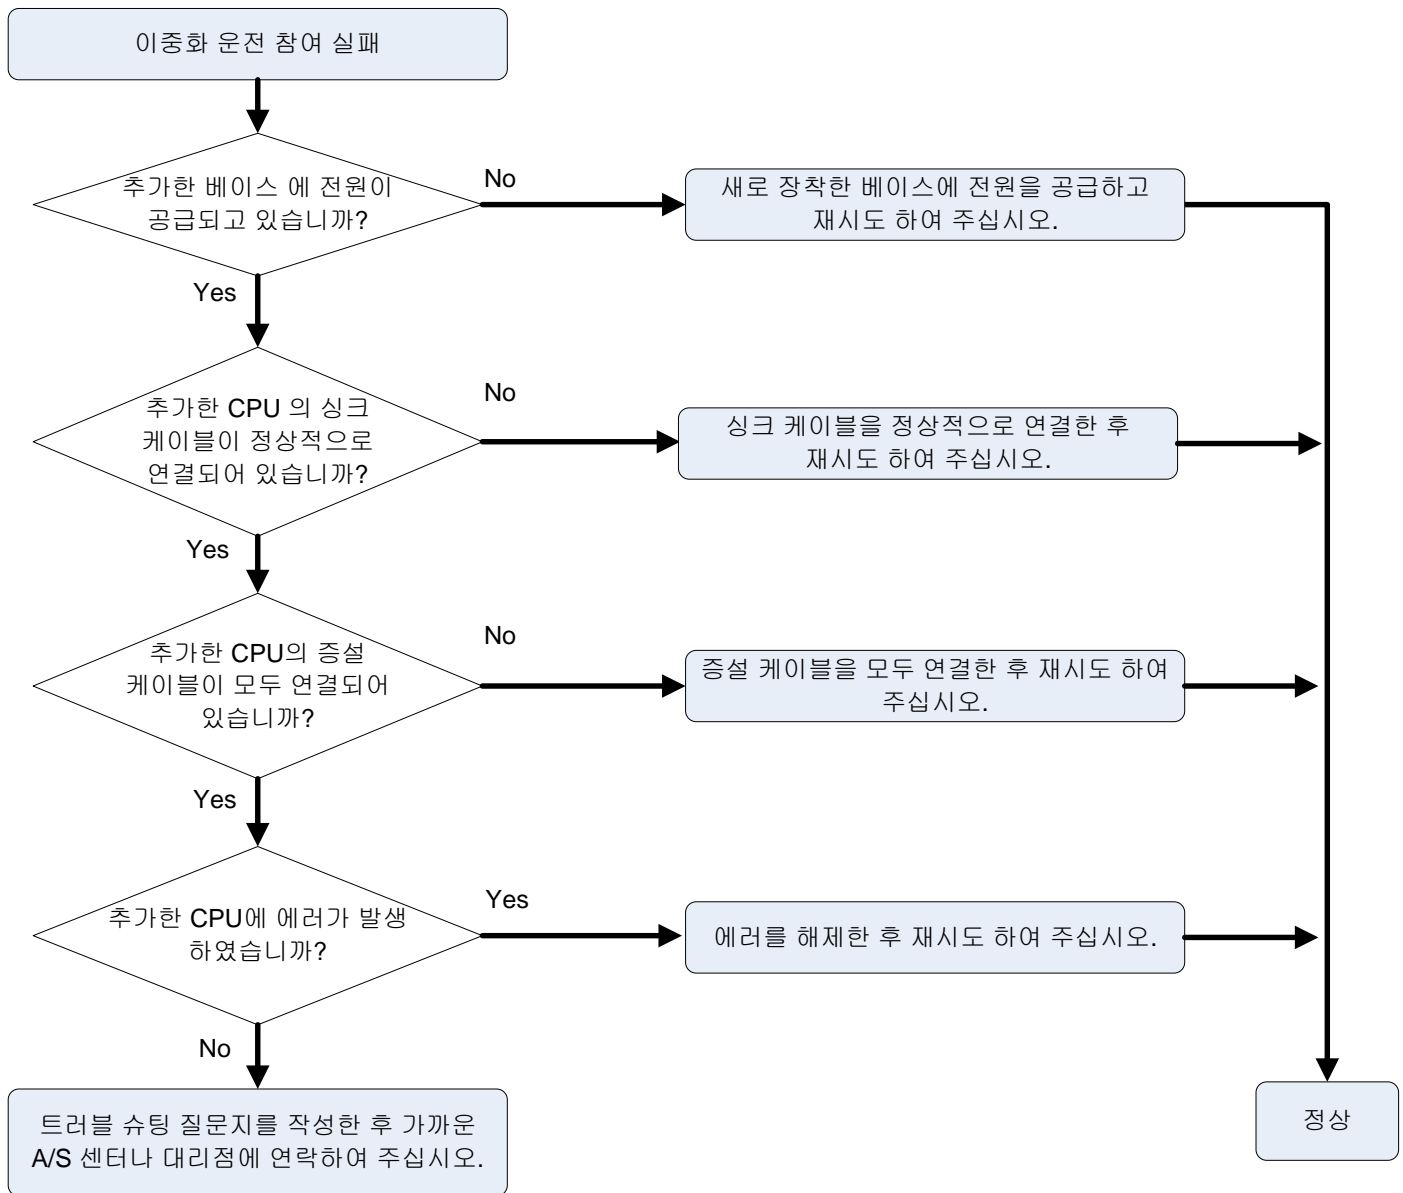 이중화 운전 참여 실패
추가한 베이스 에 전원이
공급되고 있습니까?
No
새로 장착한 베이스에 전원을 공급하고
재시도 하여 주십시오.
Yes
추가한 CPU 의 싱크
케이블이 정상적으로
연결되어 있습니까?
No
싱크 케이블을 정상적으로 연결한 후
재시도 하여 주십시오.
Yes
추가한 CPU의 증설
케이블이 모두 연결되어
있습니까?
No
증설 케이블을 모두 연결한 후 재시도 하여
주십시오.
Yes
추가한 CPU에 에러가 발생
하였습니까?
Yes
에러를 해제한 후 재시도 하여 주십시오.
No
트러블 슈팅 질문지를 작성한 후 가까운
A/S 센터나 대리점에 연락하여 주십시오.
정상